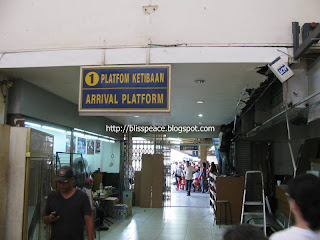 1 PLATFOM KETIBAAN
ARRIVAL PLATFORM
http://blisspeace.blogspot.com